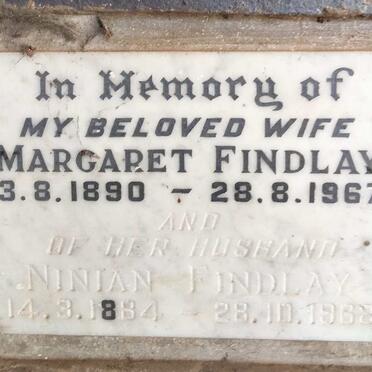 In Memory of
MY BELOVED WIFE
MARGARET FINDLAY
3.8.1890 – 28.8.1967
AND
OF HER HUSBAND
NINIAN FINDLAY
14.3.1884 – 28.10.1968